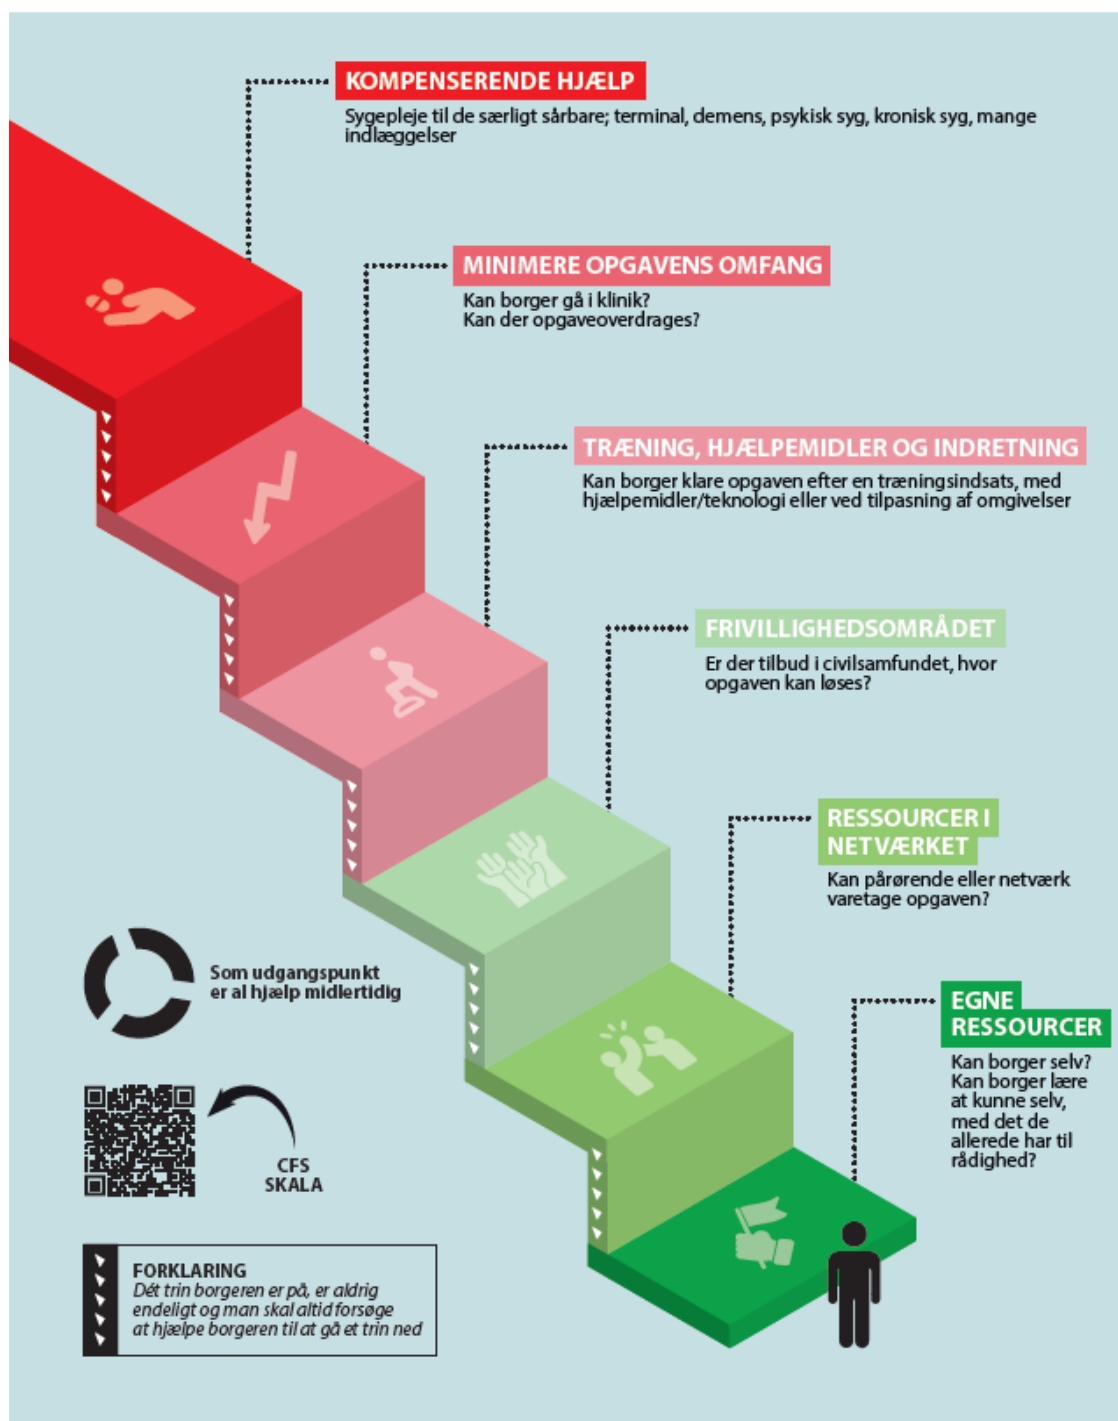 KOMPENSERENDE HJÆLP
Sygepleje til de særligt sårbare; terminal, demens, psykisk syg, kronisk syg, mange
indlæggelser
MINIMERE OPGAVENS OMFANG
Kan borger gå i klinik?
Kan der opgaveoverdrages?
TRÆNING, HJÆLPEMIDLER OG INDRETNING
Kan borger klare opgaven efter en træningsindsats, med
hjælpemidler/teknologi eller ved tilpasning af omgivelser
FRIVILLIGHEDSOMRÅDET
Er der tilbud i civilsamfundet, hvor
opgaven kan løses?
RESSOURCER I
NETVÆRKET
Kan pårørende eller netværk
varetage opgaven?
EGNE
RESSOURCER
Kan borger selv?
Kan borger lære
at kunne selv,
med det de
allerede har til
rådighed?
Som udgangspunkt
er al hjælp midlertidig
CFS
SKALA
FORKLARING
Dét trin borgeren er på, er aldrig
endeligt og man skal altid forsøge
at hjælpe borgeren til at gå et trin ned